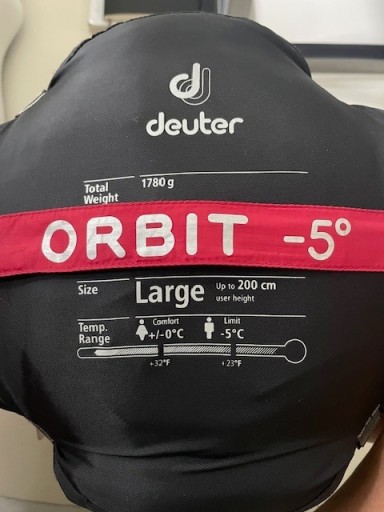 deuter
Total Weight 1780 g
ORBIT -5°
Size Large Up to 200 cm user height
Temp. Range Comfort +/-0°C Limit -5°C
+32°F +23°F